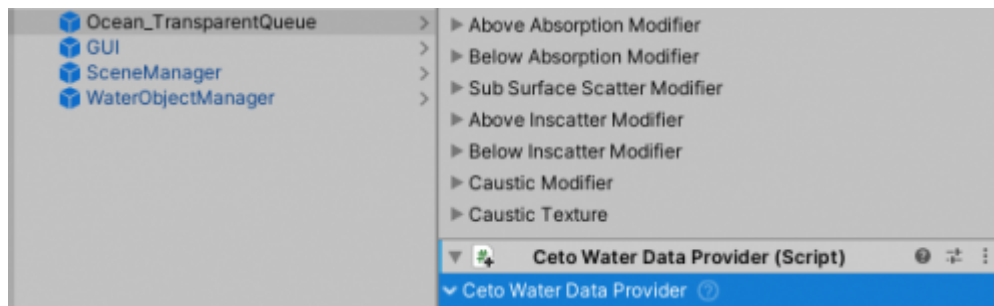 Ocean_TransparentQueue
GUI
SceneManager
WaterObjectManager
Above Absorption Modifier
Below Absorption Modifier
Sub Surface Scatter Modifier
Above Inscatter Modifier
Below Inscatter Modifier
Caustic Modifier
Caustic Texture
Ceto Water Data Provider (Script)
Ceto Water Data Provider